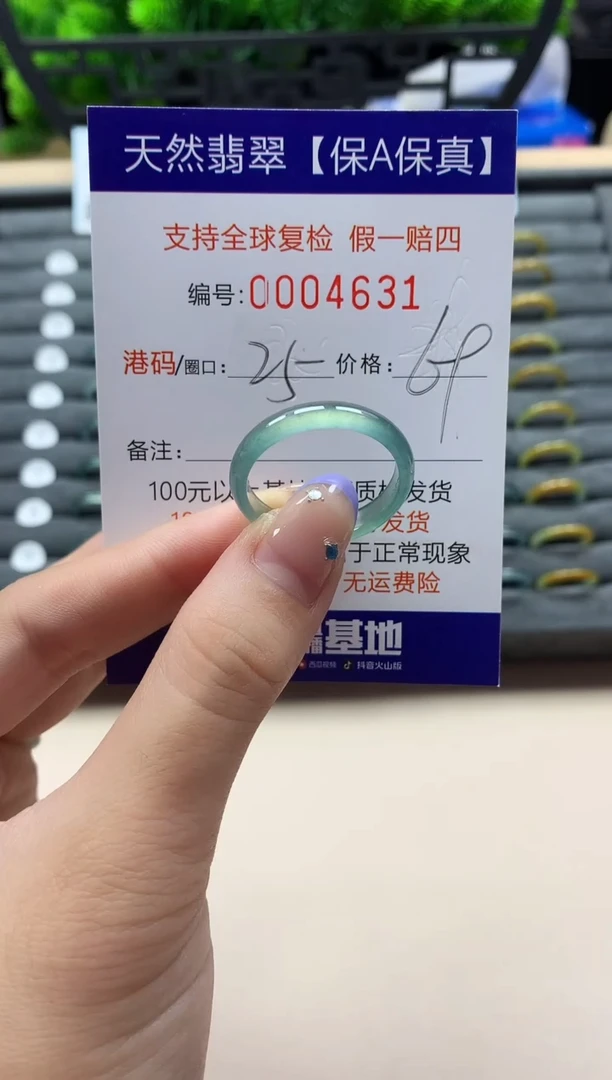 天然翡翠【保A保真】
支持全球复检 假一赔四
编号:0004631
港码/圈口: 25 价格: 69
备注:
100元以 质 发货
发货
于正常现象
无运费险
基地
西瓜视频 抖音火山版